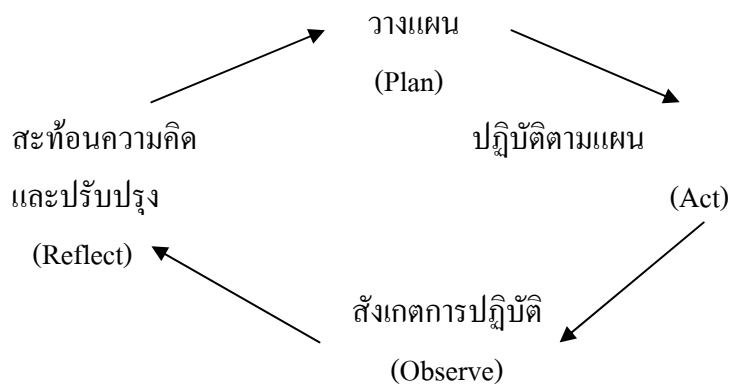 วางแผน
(Plan)
สะท้อนความคิด
และปรับปรุง
(Reflect)
ปฏิบัติตามแผน
(Act)
สังเกตการปฏิบัติ
(Observe)